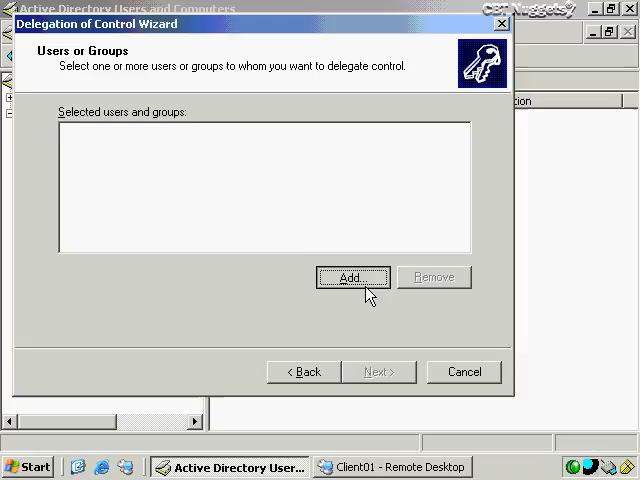 Active Directory Users and Computers
CBT Nuggets
Delegation of Control Wizard
Users or Groups
Select one or more users or groups to whom you want to delegate control.
Selected users and groups:
Add...
Remove
< Back
Next >
Cancel
Start
Active Directory User...
Client01 - Remote Desktop